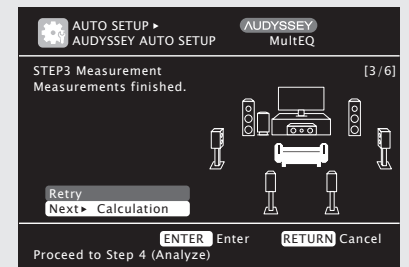 AUTO SETUP ▸
AUDYSSEY AUTO SETUP
AUDYSSEY
MultEQ
STEP3 Measurement [3/6]
Measurements finished.
Retry
Next▸ Calculation
ENTER Enter RETURN Cancel
Proceed to Step 4 (Analyze)